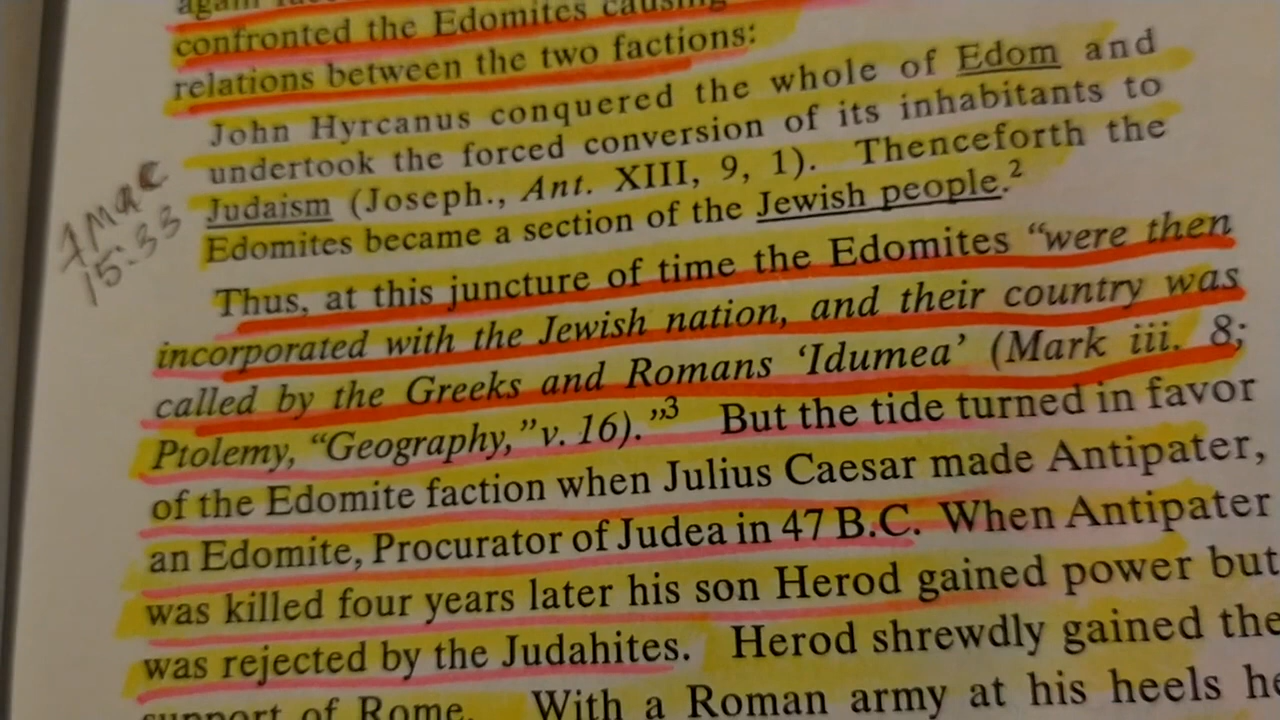 again
confronted the Edomites causing
relations between the two factions:
John Hyrcanus conquered the whole of Edom and
undertook the forced conversion of its inhabitants to
Judaism (Joseph., Ant. XIII, 9, 1). Thenceforth the
Edomites became a section of the Jewish people.2
1 Mac
15:33
Thus, at this juncture of time the Edomites “were then
incorporated with the Jewish nation, and their country was
called by the Greeks and Romans ‘Idumea’ (Mark iii. 8;
Ptolemy, “Geography,” v. 16).”3 But the tide turned in favor
of the Edomite faction when Julius Caesar made Antipater,
an Edomite, Procurator of Judea in 47 B.C. When Antipater
was killed four years later his son Herod gained power but
was rejected by the Judahites. Herod shrewdly gained the
support of Rome. With a Roman army at his heels he